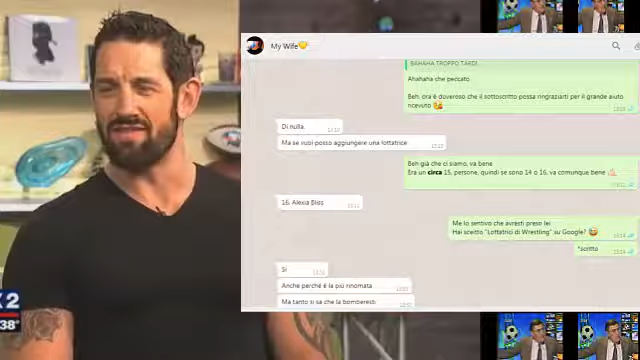 My Wife
BAHAHA TROPPO TARDI.
Ahahaha che peccato
Beh, ora è doveroso che il sottoscritto possa ringraziarti per il grande aiuto
ricevuto
Di nulla.
Ma se vuoi posso aggiungere una lottatrice
Beh già che ci siamo, va bene
Era un circa 15, persone, quindi se sono 14 o 16, va comunque bene
16. Alexia Bliss
Me lo sentivo che avresti preso lei
Hai sceitto "Lottatrici di Wrestling" su Google?
*scritto
Si
Anche perché è la più rinomata
Ma tanto si sa che la bomberesti
2
38°